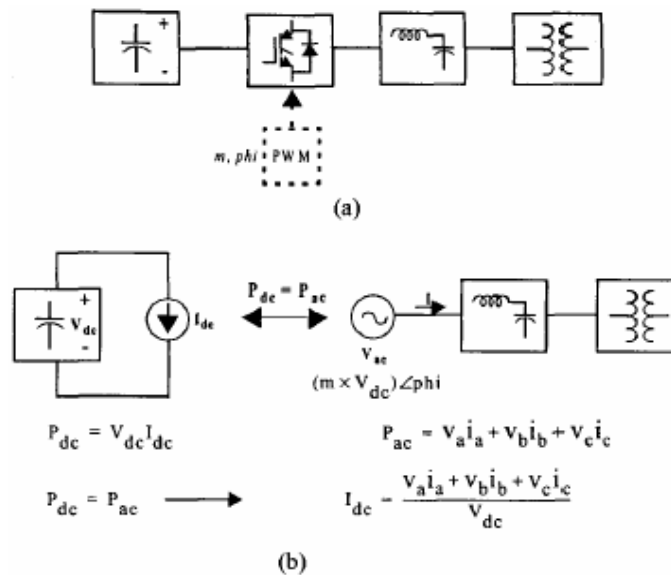 +
-
m, phi PWM
(a)
+
V_dc I_dc
-
P_dc = P_ac
I
V_ac
(m × V_dc)∠phi
P_dc = V_dc I_dc
P_ac = V_a i_a + V_b i_b + V_c i_c
P_dc = P_ac
I_dc = (V_a i_a + V_b i_b + V_c i_c) / V_dc
(b)